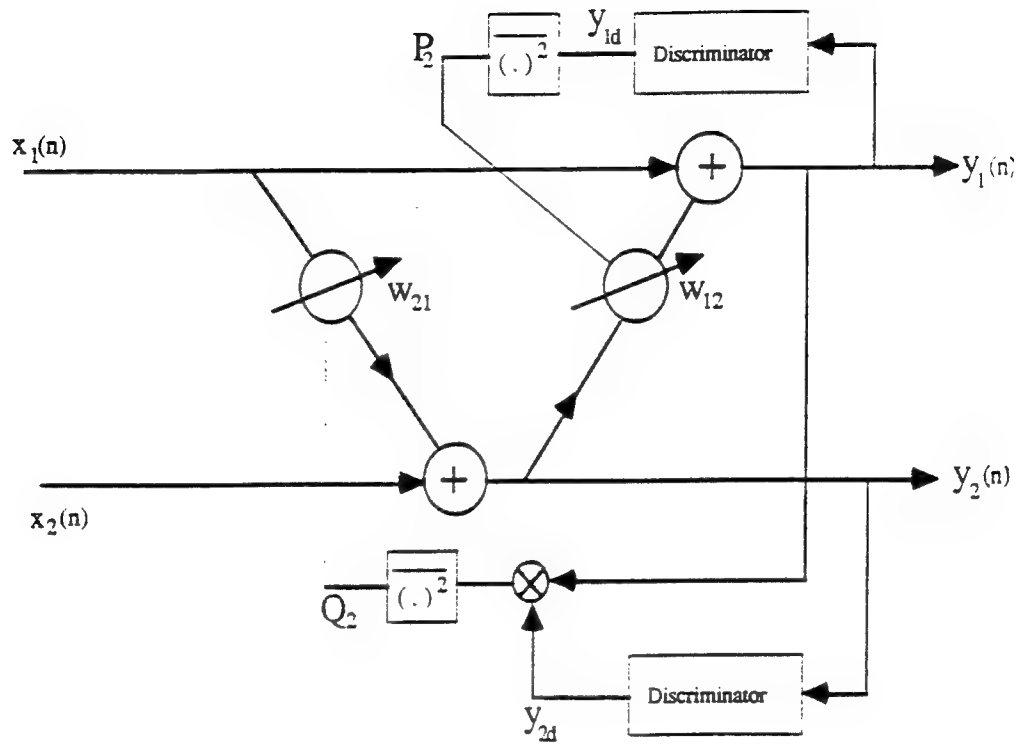 P₂
(.)²
y₁d
Discriminator
x₁(n)
+
y₁(n)
w₂₁
w₁₂
x₂(n)
+
y₂(n)
Q₂
(.)²
y₂d
Discriminator